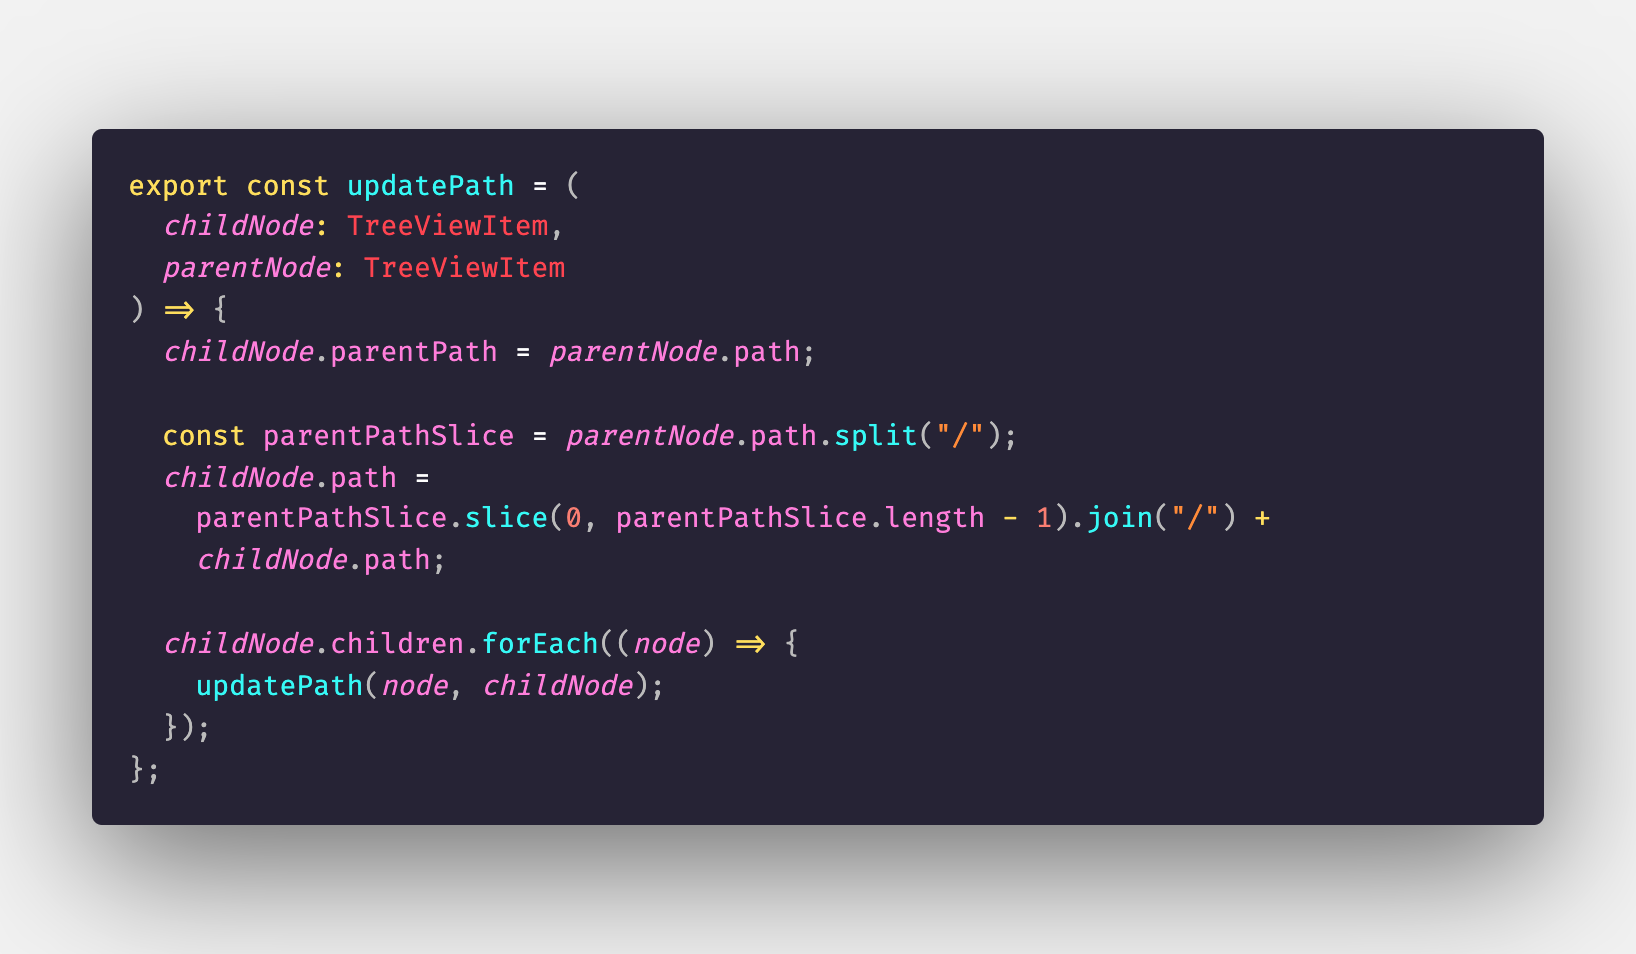 export const updatePath = (
  childNode: TreeViewItem,
  parentNode: TreeViewItem
) => {
  childNode.parentPath = parentNode.path;

  const parentPathSlice = parentNode.path.split("/");
  childNode.path =
    parentPathSlice.slice(0, parentPathSlice.length - 1).join("/") +
    childNode.path;

  childNode.children.forEach((node) => {
    updatePath(node, childNode);
  });
};